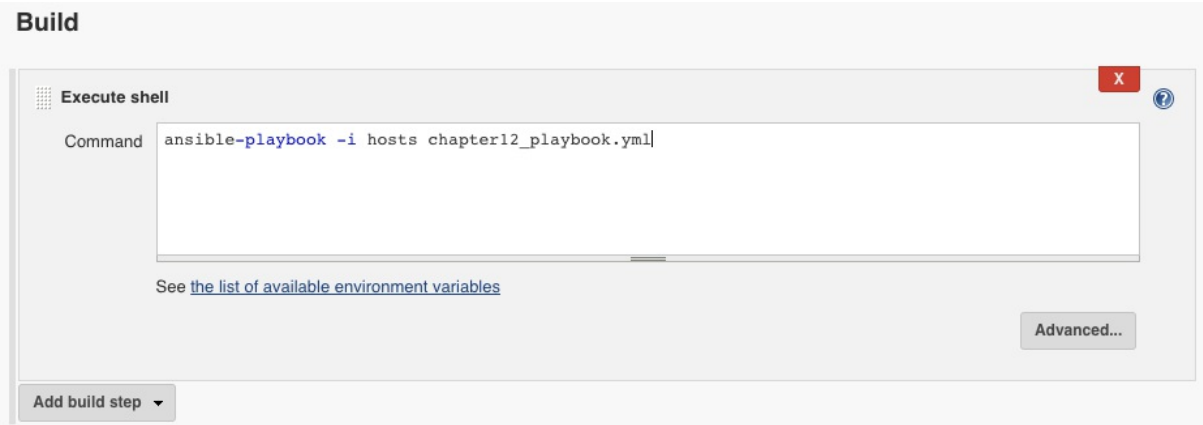 Build
X
Execute shell
Command
ansible-playbook -i hosts chapter12_playbook.yml
See the list of available environment variables
Advanced...
Add build step